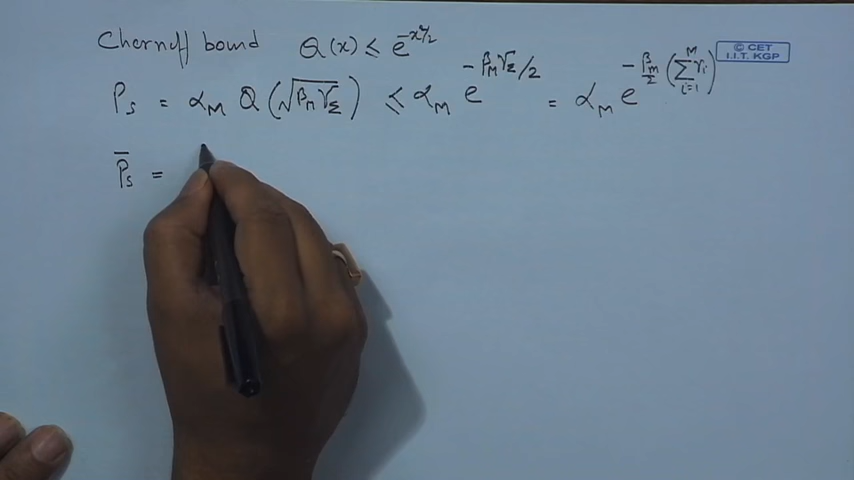 Chernoff bound Q(x) ≤ e^{-x²/2}
© CET
I.I.T. KGP
P_s = α_M Q(√(β_M γ_Σ)) ≤ α_M e^{-β_M γ_Σ/2} = α_M e^{-β_M/2 (∑_{i=1}^{M} γ_i)}
P̄_s =